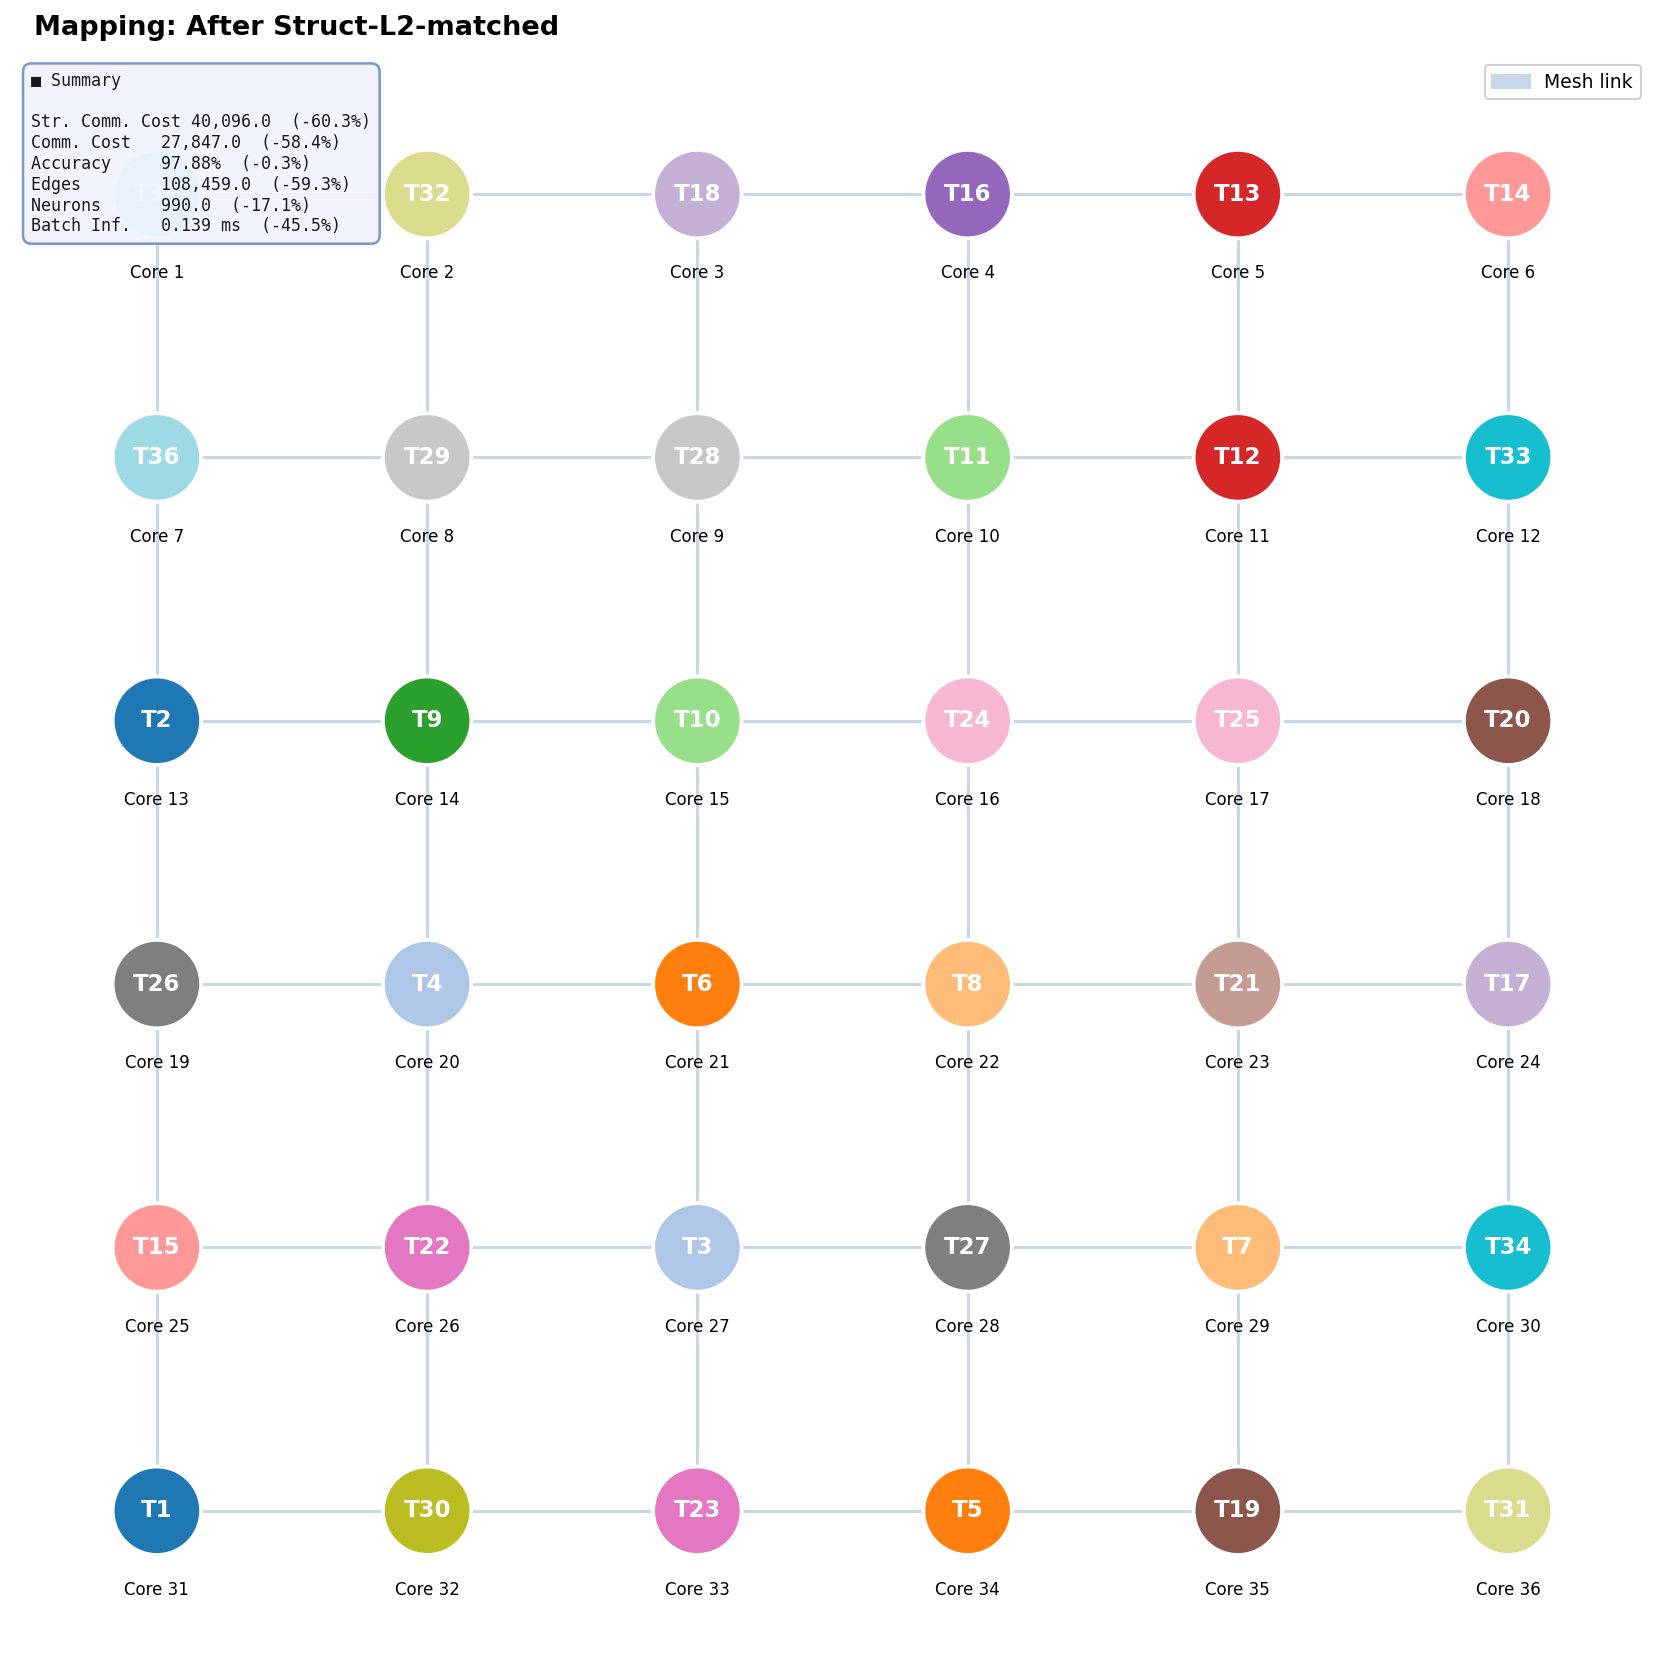 Mapping: After Struct-L2-matched
■ Summary
Str. Comm. Cost 40,096.0 (-60.3%)
Comm. Cost 27,847.0 (-58.4%)
Accuracy 97.88% (-0.3%)
Edges 108,459.0 (-59.3%)
Neurons 990.0 (-17.1%)
Batch Inf. 0.139 ms (-45.5%)
Mesh link
T32 T18 T16 T13 T14
Core 1 Core 2 Core 3 Core 4 Core 5 Core 6
T36 T29 T28 T11 T12 T33
Core 7 Core 8 Core 9 Core 10 Core 11 Core 12
T2 T9 T10 T24 T25 T20
Core 13 Core 14 Core 15 Core 16 Core 17 Core 18
T26 T4 T6 T8 T21 T17
Core 19 Core 20 Core 21 Core 22 Core 23 Core 24
T15 T22 T3 T27 T7 T34
Core 25 Core 26 Core 27 Core 28 Core 29 Core 30
T1 T30 T23 T5 T19 T31
Core 31 Core 32 Core 33 Core 34 Core 35 Core 36